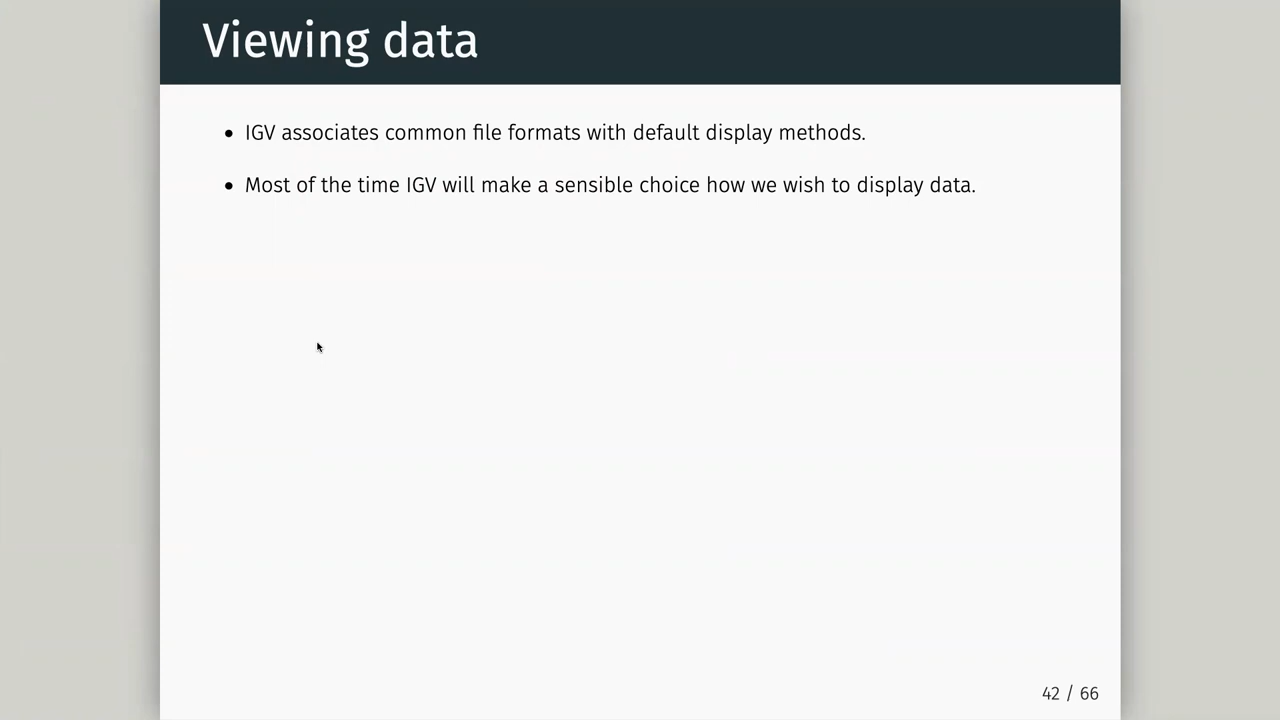 Viewing data
• IGV associates common file formats with default display methods.
• Most of the time IGV will make a sensible choice how we wish to display data.
42 / 66